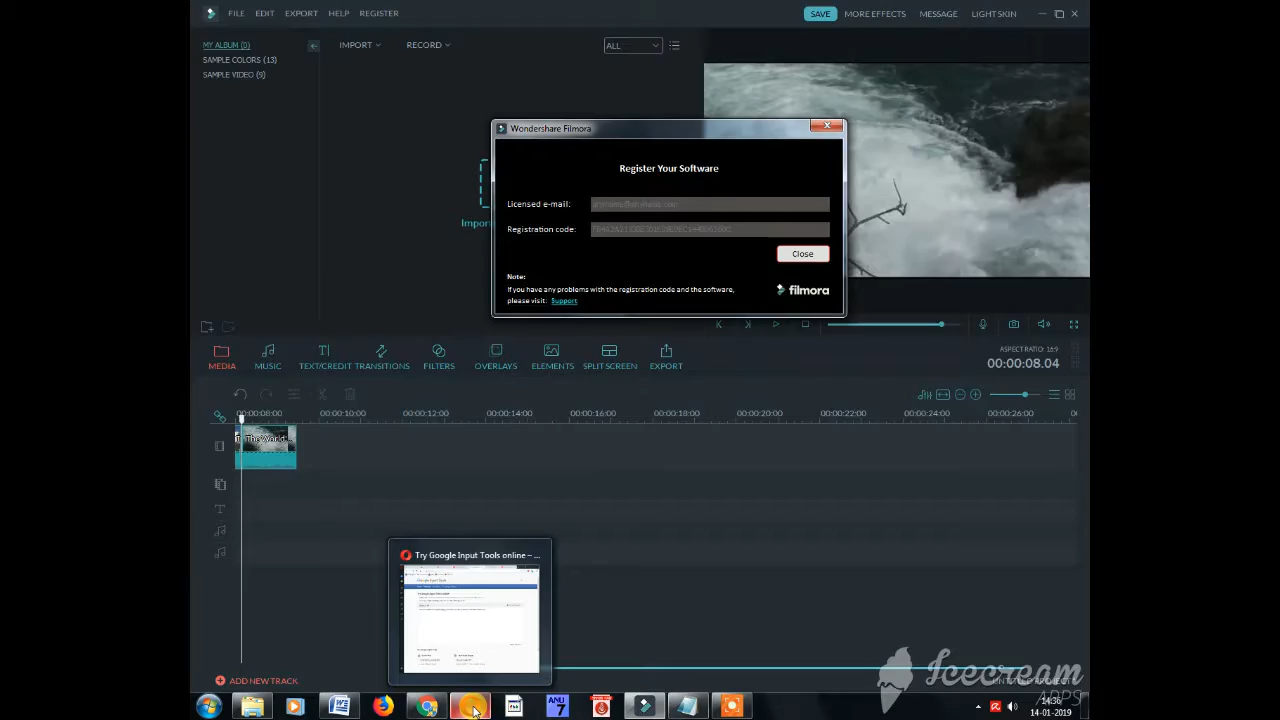 FILE EDIT EXPORT HELP REGISTER
SAVE MORE EFFECTS MESSAGE LIGHT SKIN
MY ALBUM (0)
SAMPLE COLORS (13)
SAMPLE VIDEO (9)
IMPORT RECORD ALL
Wondershare Filmora
Register Your Software
Licensed e-mail:
Registration code:
Close
Note:
If you have any problems with the registration code and the software,
please visit: Support
filmora
Import
MEDIA MUSIC TEXT/CREDIT TRANSITIONS FILTERS OVERLAYS ELEMENTS SPLIT SCREEN EXPORT
ASPECT RATIO: 16:9
00:00:08.04
00:00:08:00 00:00:10:00 00:00:12:00 00:00:14:00 00:00:16:00 00:00:18:00 00:00:20:00 00:00:22:00 00:00:24:00 00:00:26:00
The World
Try Google Input Tools online – ...
ADD NEW TRACK
Icecream
APPS
ANU
7
14:36
14-01-2019